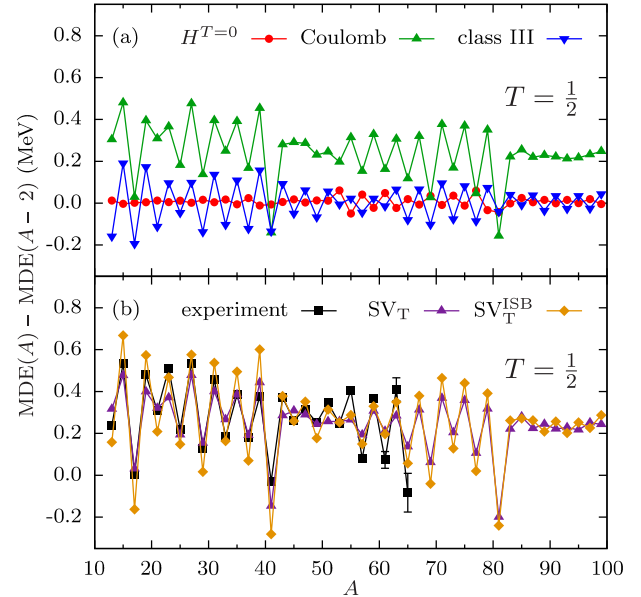 (a) H^{T=0} Coulomb class III
T = 1/2
0.8
0.6
0.4
0.2
0.0
-0.2
MDE(A) − MDE(A − 2) (MeV)
(b) experiment SV_T SV_T^{ISB}
T = 1/2
0.8
0.6
0.4
0.2
0.0
-0.2
10 20 30 40 50 60 70 80 90 100
A